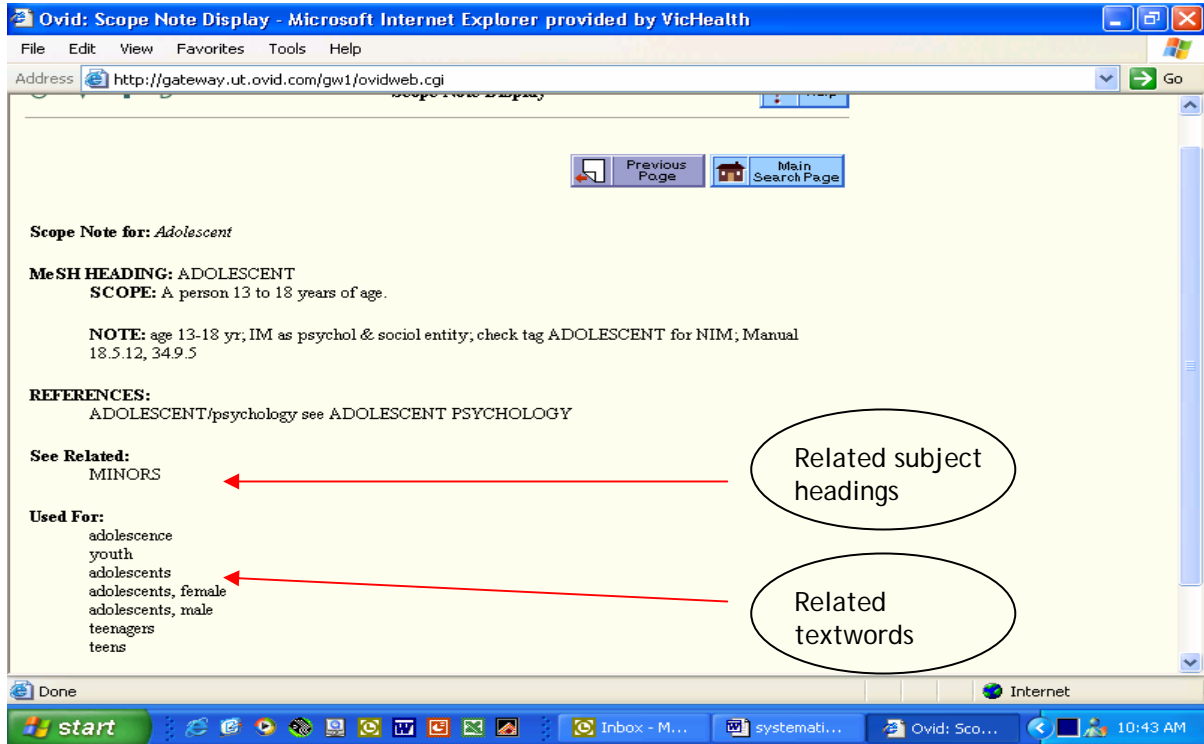 Ovid: Scope Note Display - Microsoft Internet Explorer provided by VicHealth
File Edit View Favorites Tools Help
Address http://gateway.ut.ovid.com/gw1/ovidweb.cgi Go
Scope Note Display Help
Previous Page
Main Search Page
Scope Note for: Adolescent
MeSH HEADING: ADOLESCENT
SCOPE: A person 13 to 18 years of age.
NOTE: age 13-18 yr; IM as psychol & sociol entity; check tag ADOLESCENT for NIM; Manual
18.5.12, 34.9.5
REFERENCES:
ADOLESCENT/psychology see ADOLESCENT PSYCHOLOGY
See Related:
MINORS
Related subject
headings
Used For:
adolescence
youth
adolescents
adolescents, female
adolescents, male
teenagers
teens
Related
textwords
Done Internet
start Inbox - M... systemati... Ovid: Sco... 10:43 AM